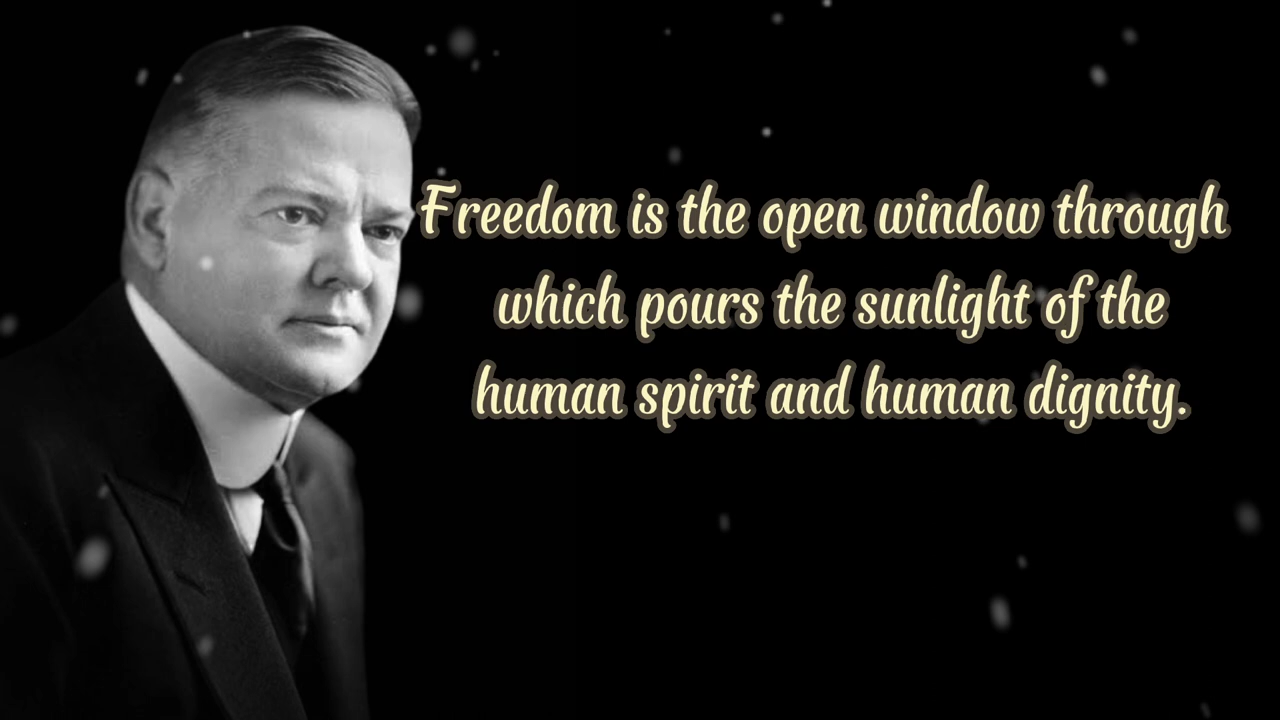 Freedom is the open window through
which pours the sunlight of the
human spirit and human dignity.